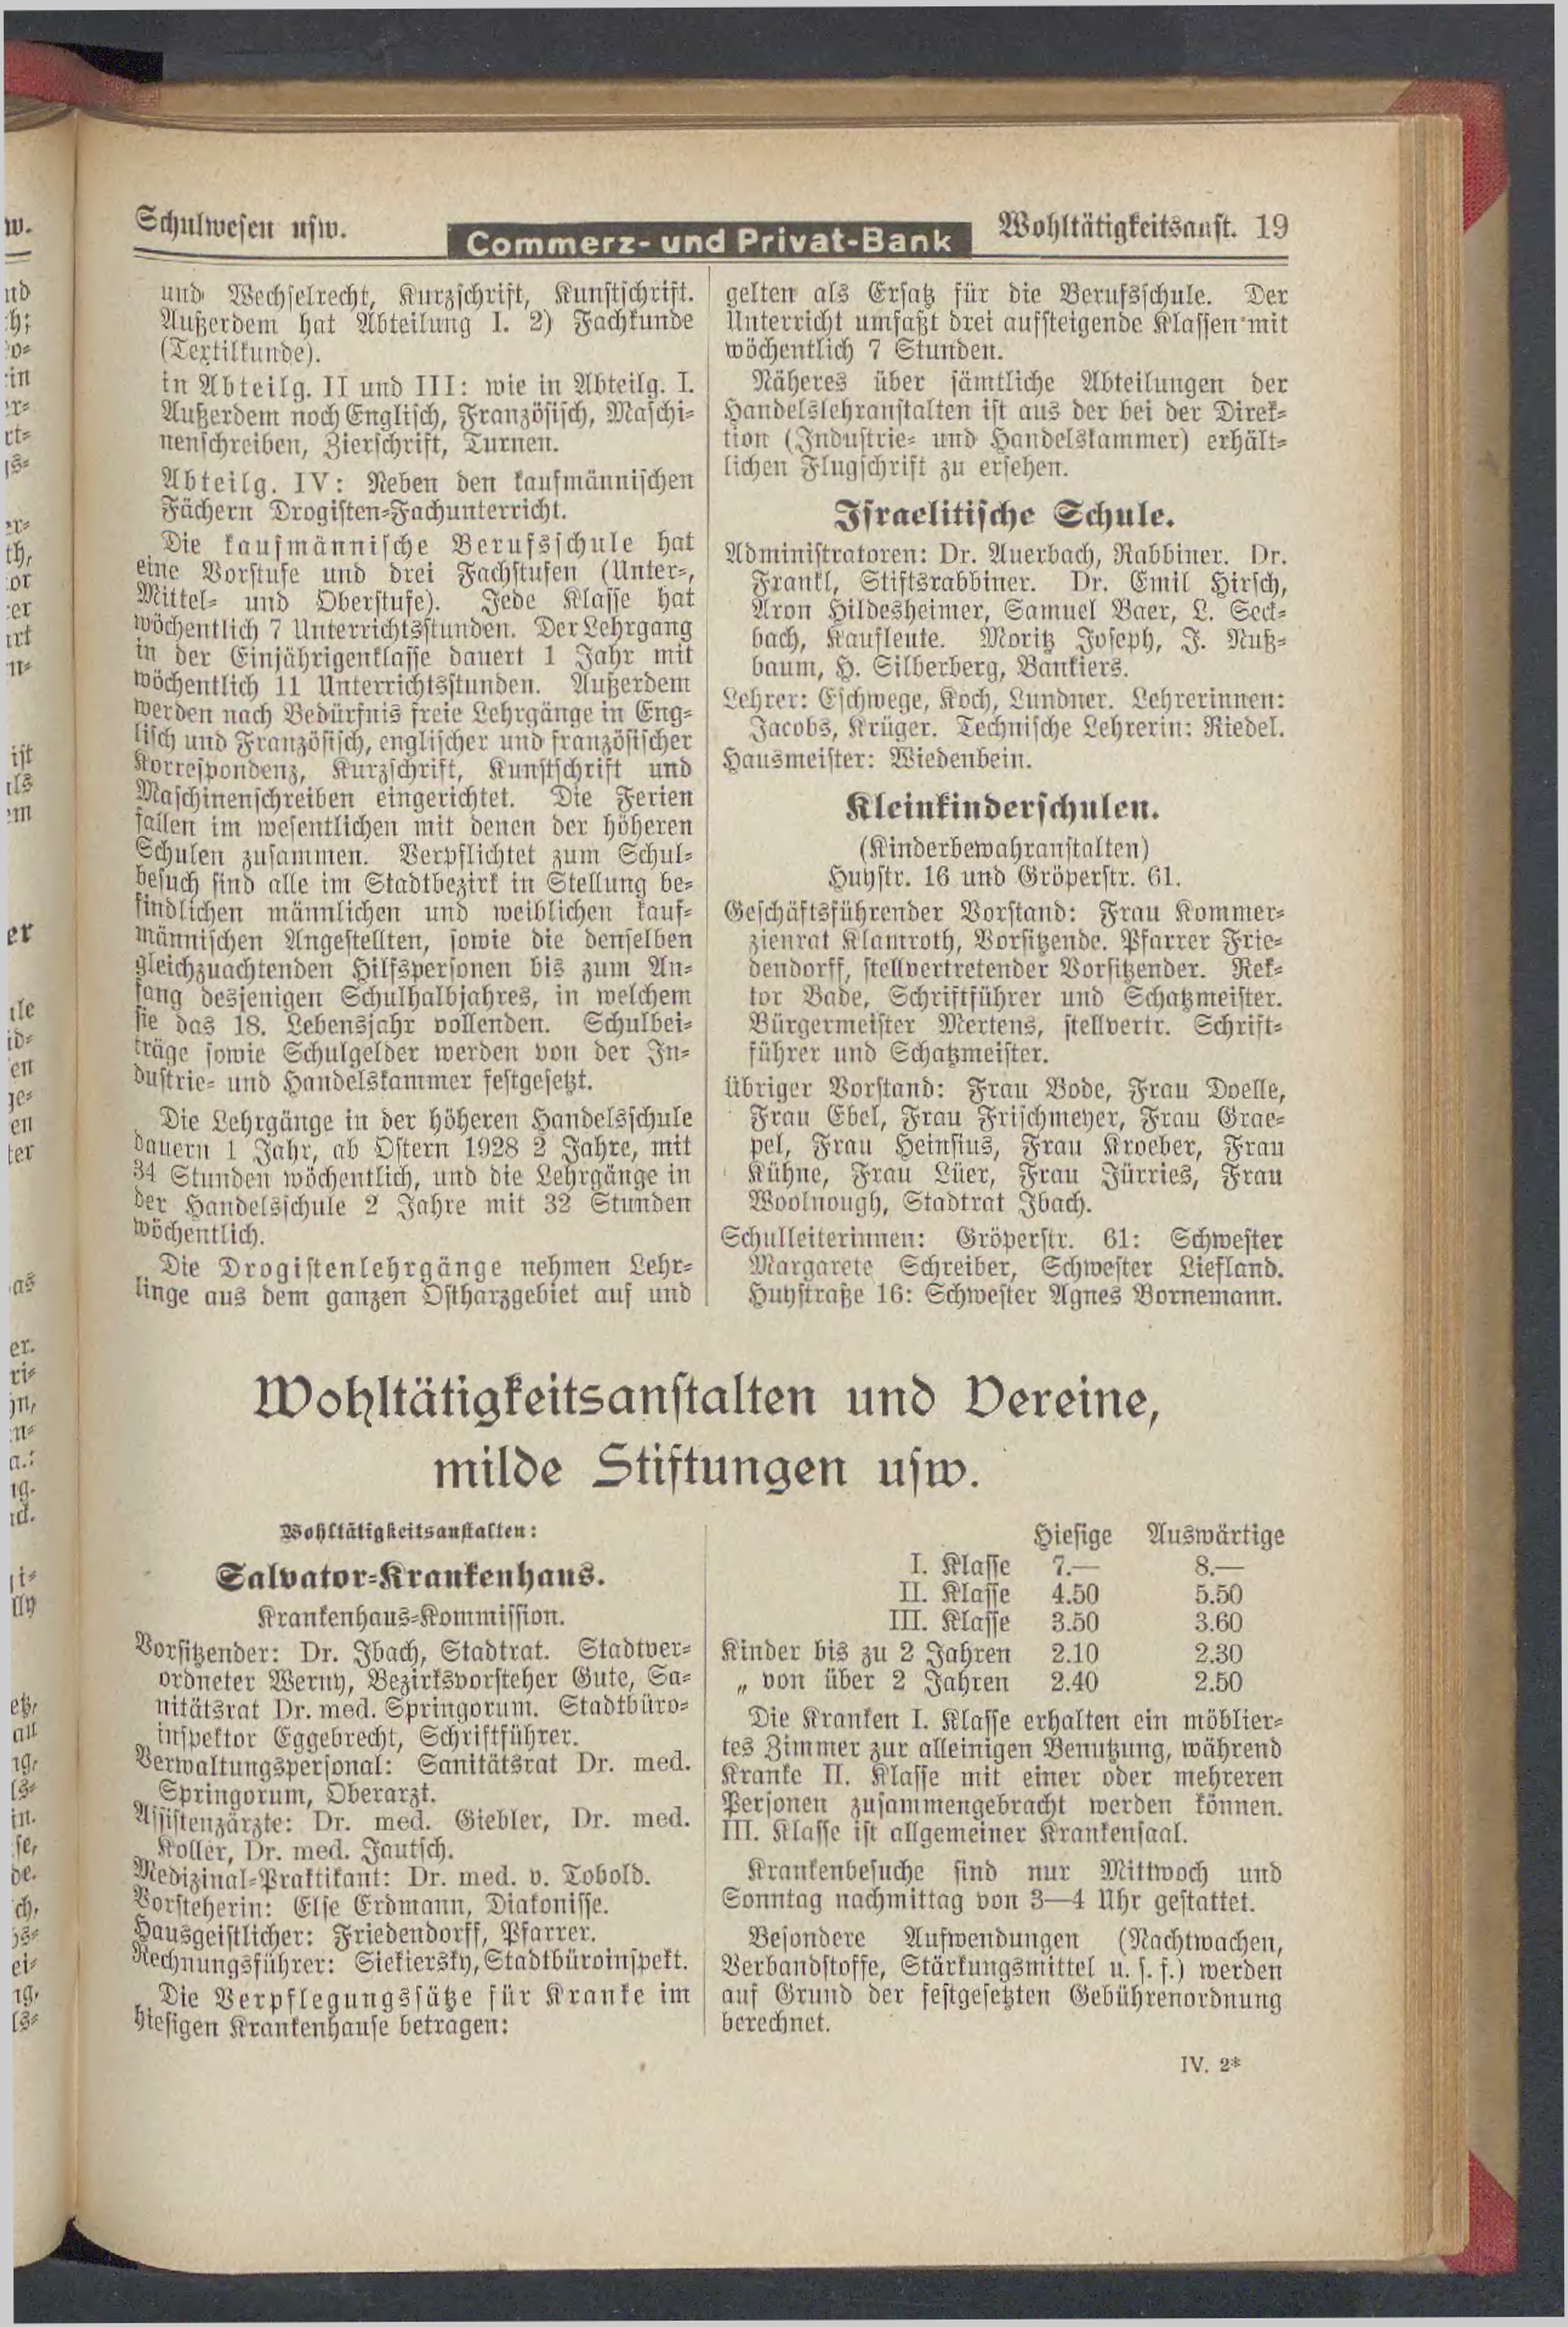 Schulwesen usw.
Commerz- und Privat-Bank
Wohltätigkeitsanst. 19
und Wechselrecht, Kurzschrift, Kunstschrift.
Außerdem hat Abteilung I. 2) Fachkunde
(Textilkunde).
in Abteilg. II und III: wie in Abteilg. I.
Außerdem noch Englisch, Französisch, Maschi-
nenschreiben, Zierschrift, Turnen.
Abteilg. IV: Neben den kaufmännischen
Fächern Drogisten-Fachunterricht.
Die kaufmännische Berufsschule hat
eine Vorstufe und drei Fachstufen (Unter-,
Mittel- und Oberstufe). Jede Klasse hat
wöchentlich 7 Unterrichtsstunden. Der Lehrgang
in der Einjährigenklasse dauert 1 Jahr mit
wöchentlich 11 Unterrichtsstunden. Außerdem
werden nach Bedürfnis freie Lehrgänge in Eng-
lisch und Französisch, englischer und französischer
Korrespondenz, Kurzschrift, Kunstschrift und
Maschinenschreiben eingerichtet. Die Ferien
fallen im wesentlichen mit denen der höheren
Schulen zusammen. Verpflichtet zum Schul-
besuch sind alle im Stadtbezirk in Stellung be-
findlichen männlichen und weiblichen kauf-
männischen Angestellten, sowie die denselben
gleichzuachtenden Hilfspersonen bis zum An-
fang desjenigen Schulhalbjahres, in welchem
sie das 18. Lebensjahr vollenden. Schulbei-
träge sowie Schulgelder werden von der In-
dustrie- und Handelskammer festgesetzt.
Die Lehrgänge in der höheren Handelsschule
dauern 1 Jahr, ab Ostern 1928 2 Jahre, mit
34 Stunden wöchentlich, und die Lehrgänge in
der Handelsschule 2 Jahre mit 32 Stunden
wöchentlich.
Die Drogistenlehrgänge nehmen Lehr-
linge aus dem ganzen Ostharzgebiet auf und
gelten als Ersatz für die Berufsschule. Der
Unterricht umfaßt drei aufsteigende Klassen mit
wöchentlich 7 Stunden.
Näheres über sämtliche Abteilungen der
Handelslehranstalten ist aus der bei der Direk-
tion (Industrie- und Handelskammer) erhält-
lichen Flugschrift zu ersehen.
Israelitische Schule.
Administratoren: Dr. Auerbach, Rabbiner. Dr.
Frankl, Stiftsrabbiner. Dr. Emil Hirsch,
Aron Hildesheimer, Samuel Baer, L. Seck-
bach, Kaufleute. Moritz Joseph, J. Nuß-
baum, H. Silberberg, Bankiers.
Lehrer: Eschwege, Koch, Lundner. Lehrerinnen:
Jacobs, Krüger. Technische Lehrerin: Riedel.
Hausmeister: Wiedenbein.
Kleinkinderschulen.
(Kinderbewahranstalten)
Huystr. 16 und Gröperstr. 61.
Geschäftsführender Vorstand: Frau Kommer-
zienrat Klamroth, Vorsitzende. Pfarrer Frie-
dendorff, stellvertretender Vorsitzender. Rek-
tor Bade, Schriftführer und Schatzmeister.
Bürgermeister Mertens, stellvertr. Schrift-
führer und Schatzmeister.
Übriger Vorstand: Frau Bode, Frau Doelle,
Frau Ebel, Frau Frischmeyer, Frau Grae-
pel, Frau Heinsius, Frau Kroeber, Frau
Kühne, Frau Lüer, Frau Jürries, Frau
Woolnough, Stadtrat Ibach.
Schulleiterinnen: Gröperstr. 61: Schwester
Margarete Schreiber, Schwester Liefland.
Huystraße 16: Schwester Agnes Bornemann.
Wohltätigkeitsanstalten und Vereine,
milde Stiftungen usw.
Wohltätigkeitsanstalten:
Salvator-Krankenhaus.
Krankenhaus-Kommission.
Vorsitzender: Dr. Ibach, Stadtrat. Stadtver-
ordneter Werny, Bezirksvorsteher Gute, Sa-
nitätsrat Dr. med. Springorum. Stadtbüro-
inspektor Eggebrecht, Schriftführer.
Verwaltungspersonal: Sanitätsrat Dr. med.
Springorum, Oberarzt.
Assistenzärzte: Dr. med. Giebler, Dr. med.
Koller, Dr. med. Jautsch.
Medizinal-Praktikant: Dr. med. v. Tobold.
Vorsteherin: Else Erdmann, Diakonisse.
Hausgeistlicher: Friedendorff, Pfarrer.
Rechnungsführer: Siekiersky, Stadtbüroinspekt.
Die Verpflegungssätze für Kranke im
hiesigen Krankenhause betragen:
Hiesige Auswärtige
I. Klasse 7.— 8.—
II. Klasse 4.50 5.50
III. Klasse 3.50 3.60
Kinder bis zu 2 Jahren 2.10 2.30
„ von über 2 Jahren 2.40 2.50
Die Kranken I. Klasse erhalten ein möblier-
tes Zimmer zur alleinigen Benutzung, während
Kranke II. Klasse mit einer oder mehreren
Personen zusammengebracht werden können.
III. Klasse ist allgemeiner Krankensaal.
Krankenbesuche sind nur Mittwoch und
Sonntag nachmittag von 3—4 Uhr gestattet.
Besondere Aufwendungen (Nachtwachen,
Verbandstoffe, Stärkungsmittel u. s. f.) werden
auf Grund der festgesetzten Gebührenordnung
berechnet.
IV. 2*